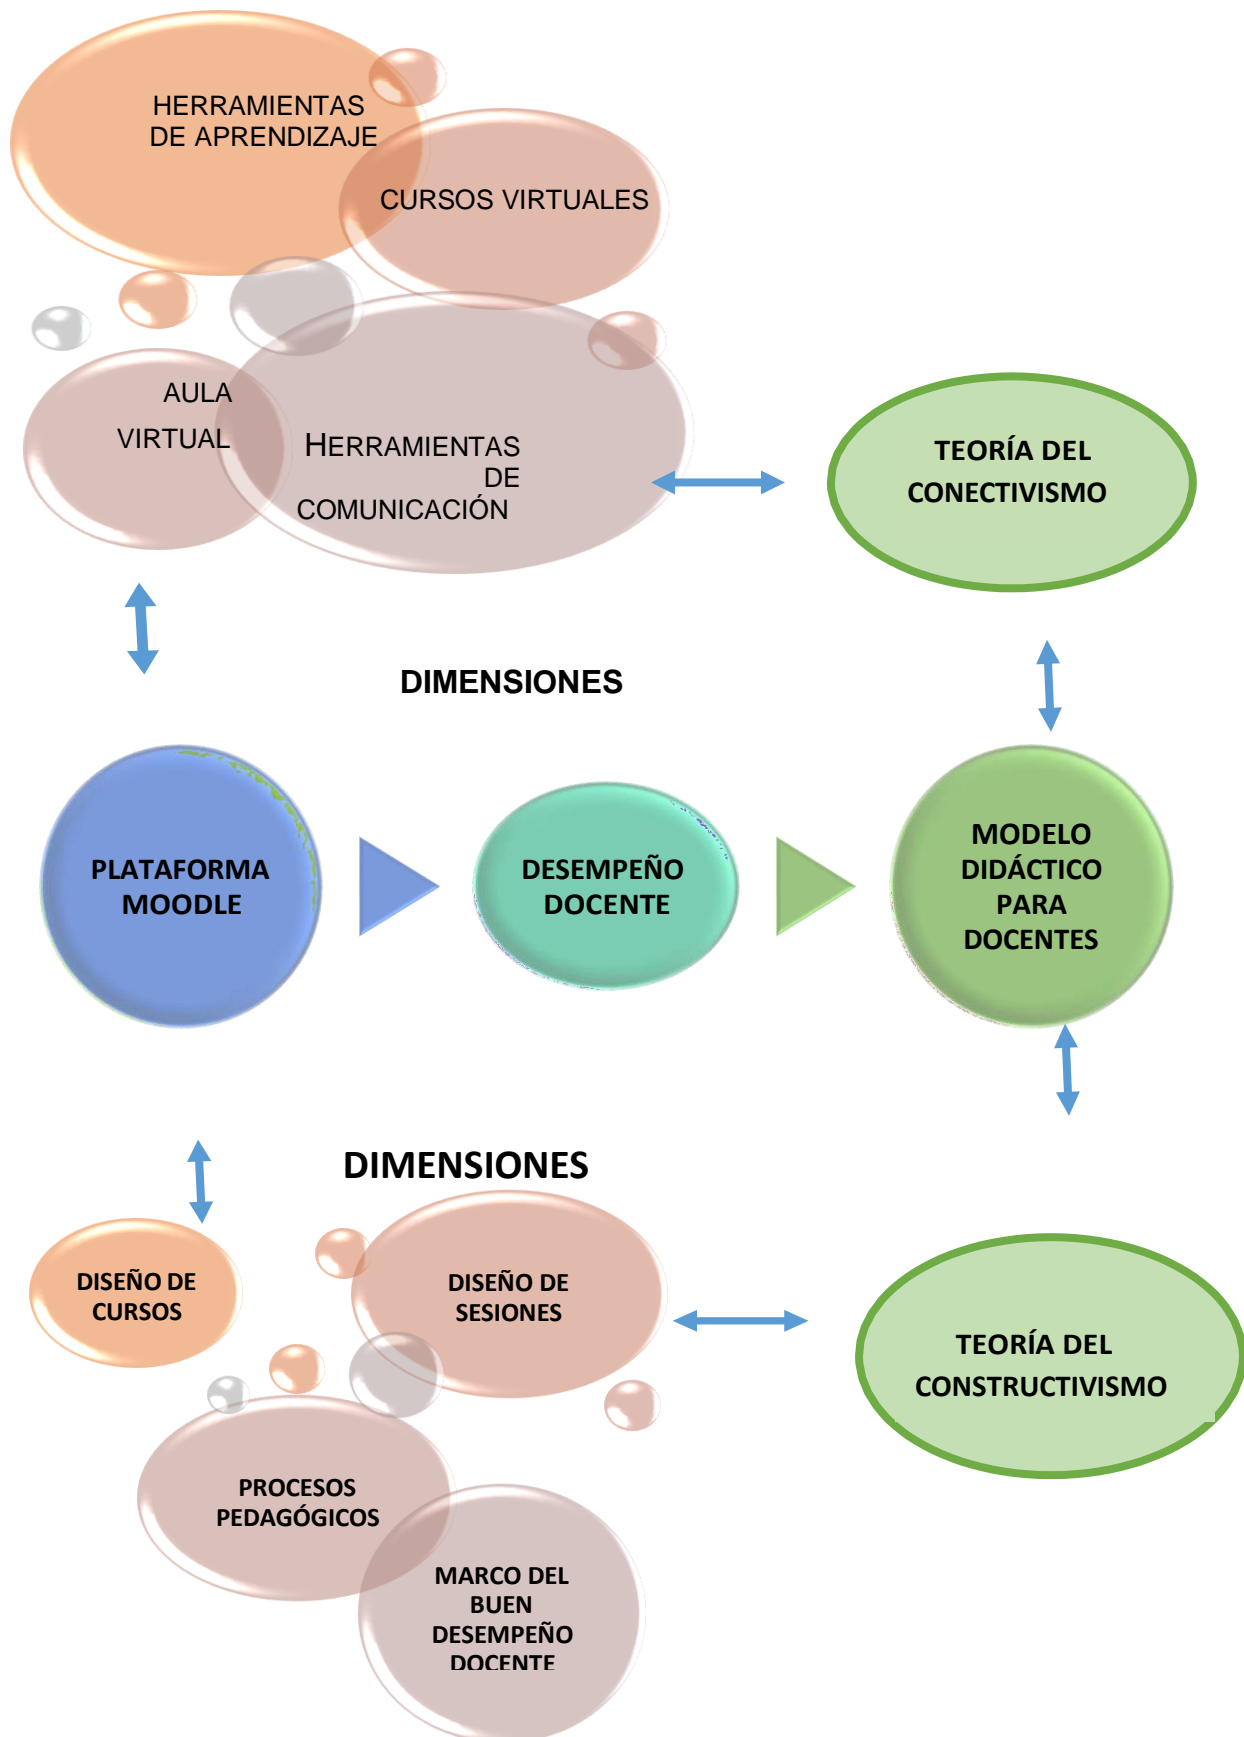 HERRAMIENTAS
DE APRENDIZAJE
CURSOS VIRTUALES
AULA
VIRTUAL
HERRAMIENTAS
DE
COMUNICACIÓN
TEORÍA DEL
CONECTIVISMO
DIMENSIONES
PLATAFORMA
MOODLE
DESEMPEÑO
DOCENTE
MODELO
DIDÁCTICO
PARA
DOCENTES
DIMENSIONES
DISEÑO DE
CURSOS
DISEÑO DE
SESIONES
TEORÍA DEL
CONSTRUCTIVISMO
PROCESOS
PEDAGÓGICOS
MARCO DEL
BUEN
DESEMPEÑO
DOCENTE